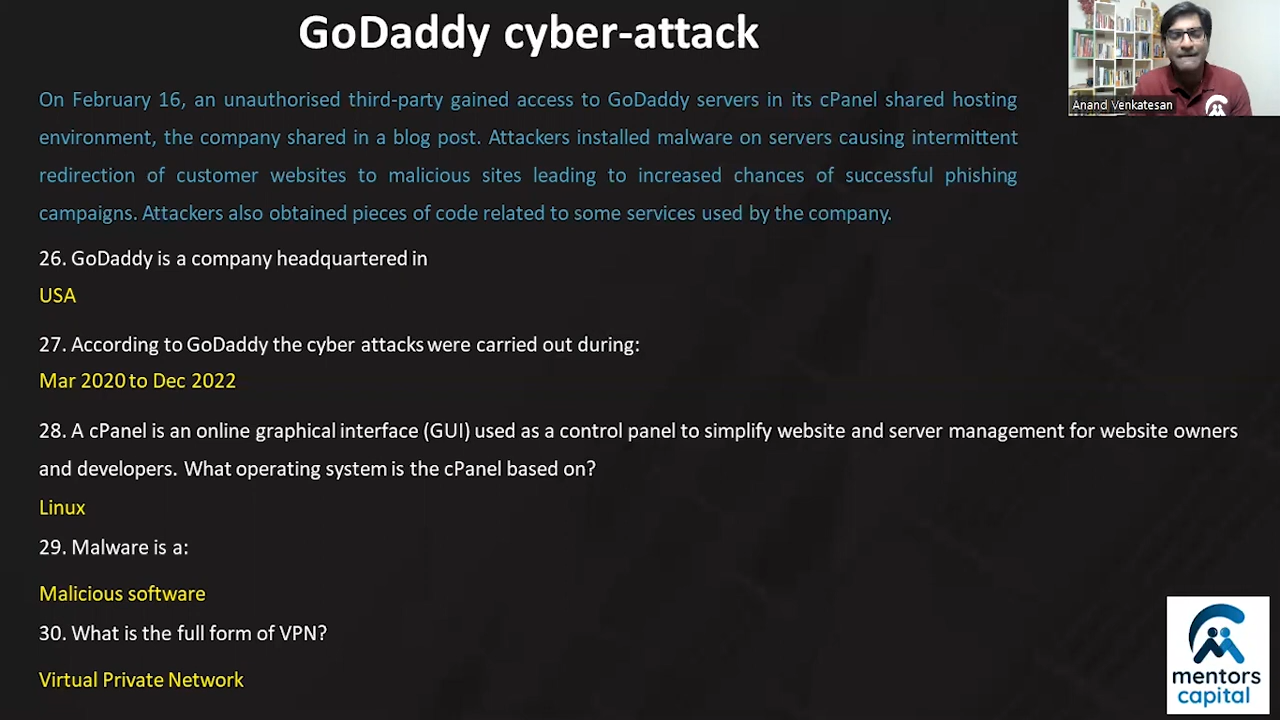 GoDaddy cyber-attack
Anand Venkatesan
On February 16, an unauthorised third-party gained access to GoDaddy servers in its cPanel shared hosting
environment, the company shared in a blog post. Attackers installed malware on servers causing intermittent
redirection of customer websites to malicious sites leading to increased chances of successful phishing
campaigns. Attackers also obtained pieces of code related to some services used by the company.
26. GoDaddy is a company headquartered in
USA
27. According to GoDaddy the cyber attacks were carried out during:
Mar 2020 to Dec 2022
28. A cPanel is an online graphical interface (GUI) used as a control panel to simplify website and server management for website owners
and developers. What operating system is the cPanel based on?
Linux
29. Malware is a:
Malicious software
30. What is the full form of VPN?
Virtual Private Network
mentors
capital